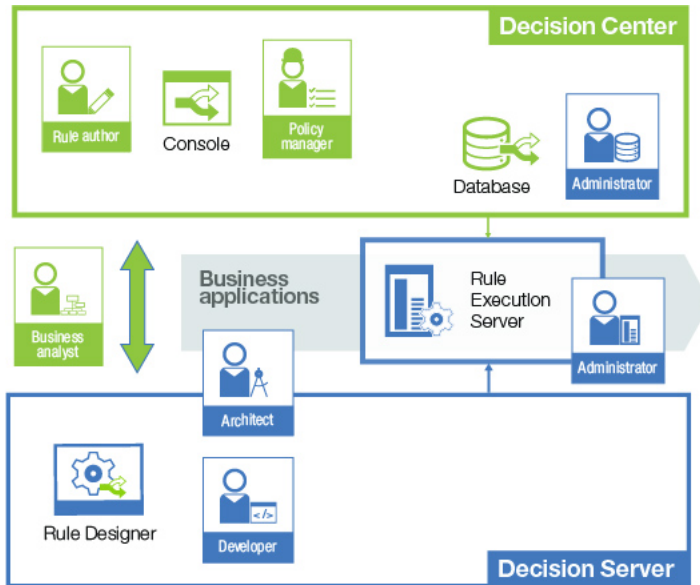 Decision Center
Rule author
Console
Policy
manager
Database
Administrator
Business
analyst
Business
applications
Rule
Execution
Server
Administrator
Architect
</>
Rule Designer
Developer
Decision Server